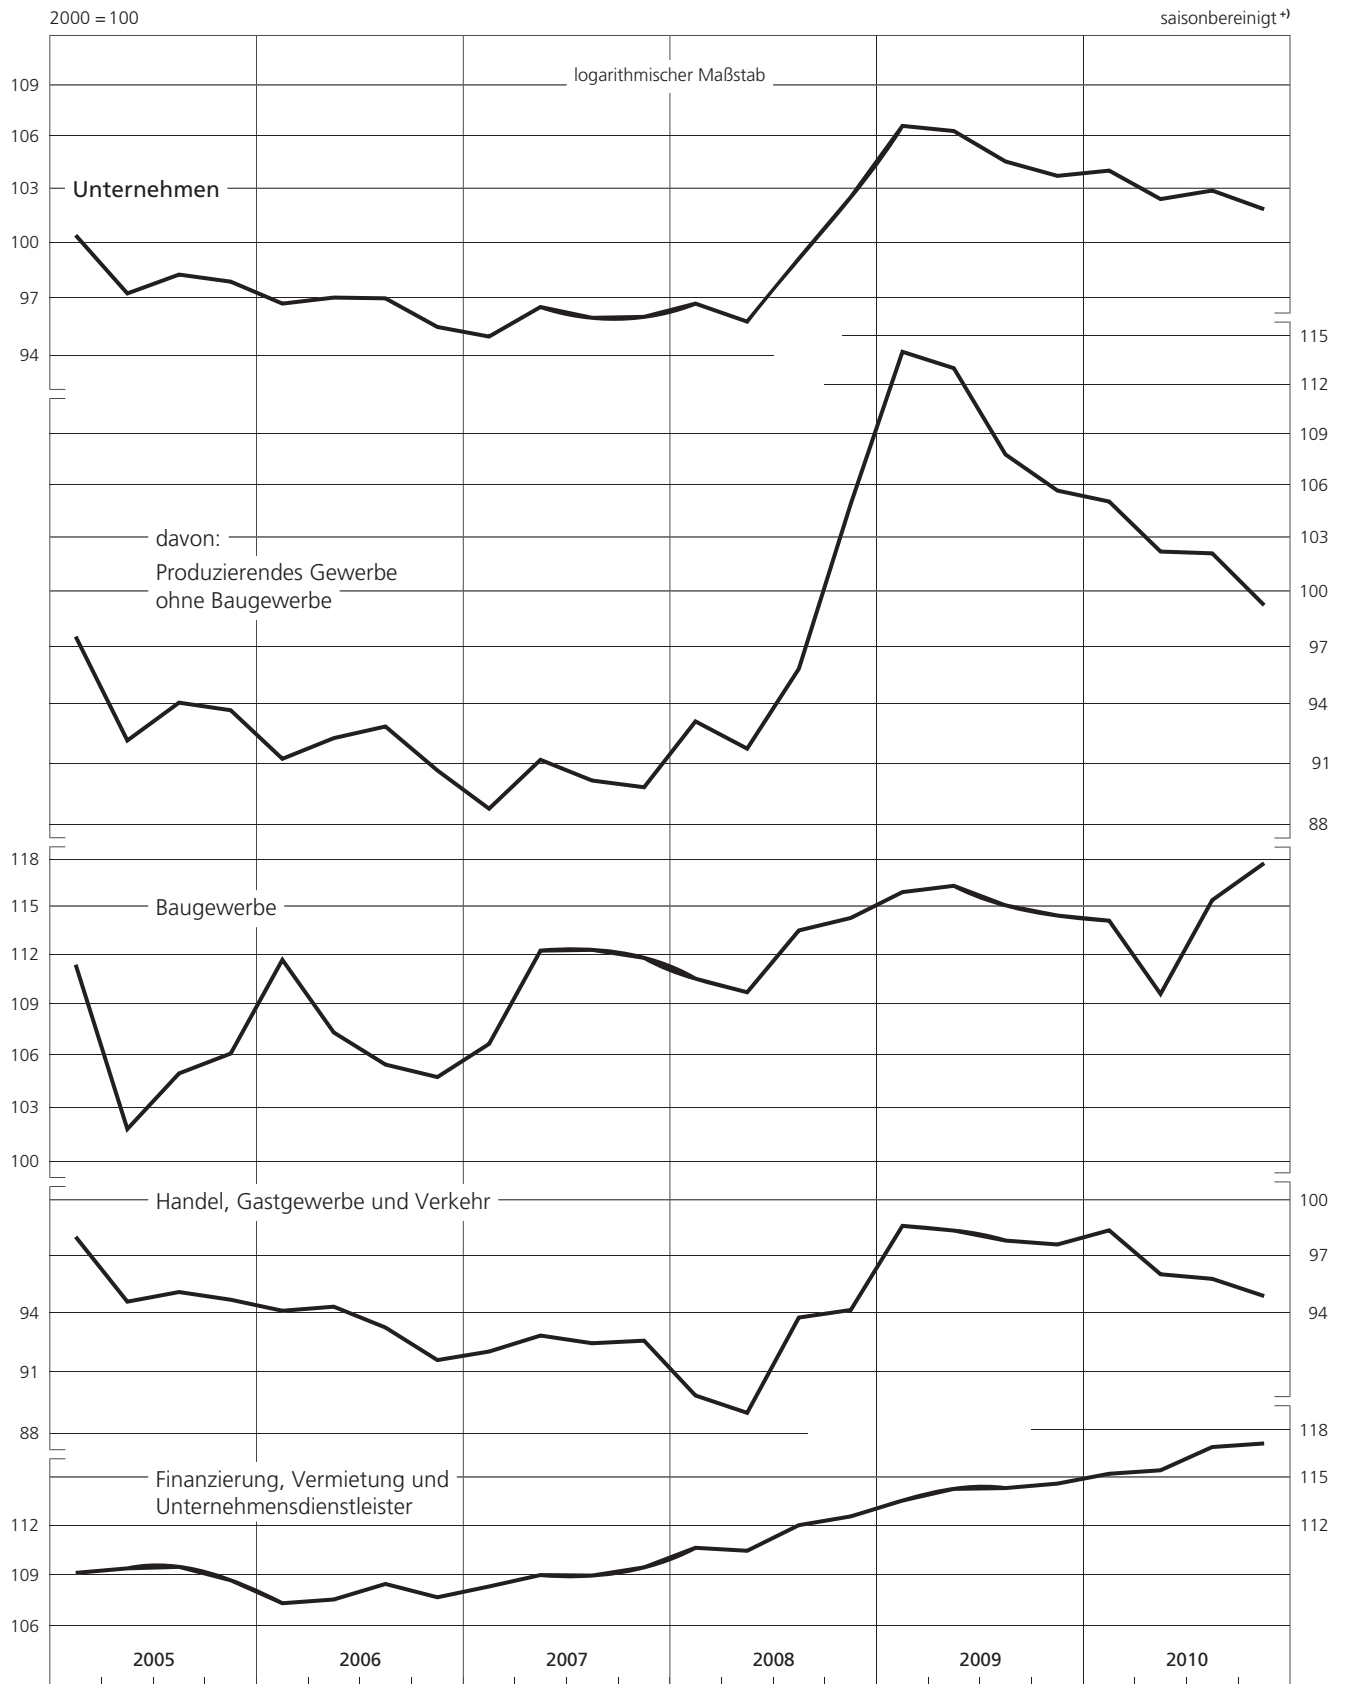 2000 = 100
saisonbereinigt +)
logarithmischer Maßstab
109
106
103
Unternehmen
100
97
94
115
112
109
106
davon:
103
Produzierendes Gewerbe
ohne Baugewerbe
100
97
94
91
88
118
115
Baugewerbe
112
109
106
103
100
Handel, Gastgewerbe und Verkehr
100
97
94
94
91
88
118
Finanzierung, Vermietung und
115
Unternehmensdienstleister
112
112
109
106
2005 2006 2007 2008 2009 2010